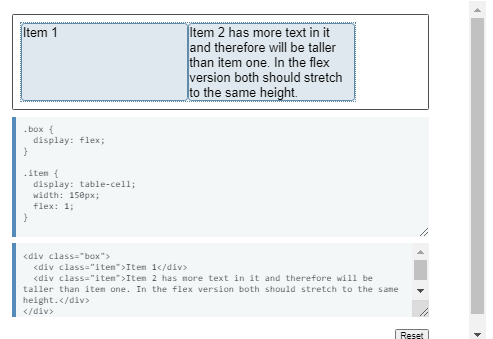 Item 1
Item 2 has more text in it
and therefore will be taller
than item one. In the flex
version both should stretch
to the same height.
.box {
  display: flex;
}
.item {
  display: table-cell;
  width: 150px;
  flex: 1;
}
<div class="box">
  <div class="item">Item 1</div>
  <div class="item">Item 2 has more text in it and therefore will be
taller than item one. In the flex version both should stretch to the same
height.</div>
</div>
Reset